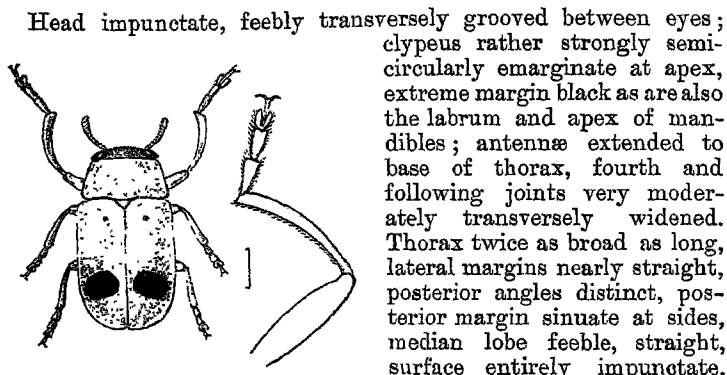 Head impunctate, feebly transversely grooved between eyes;
clypeus rather strongly semi-
circularly emarginate at apex,
extreme margin black as are also
the labrum and apex of man-
dibles; antennæ extended to
base of thorax, fourth and
following joints very moder-
ately transversely widened.
Thorax twice as broad as long,
lateral margins nearly straight,
posterior angles distinct, pos-
terior margin sinuate at sides,
median lobe feeble, straight,
surface entirely impunctate.